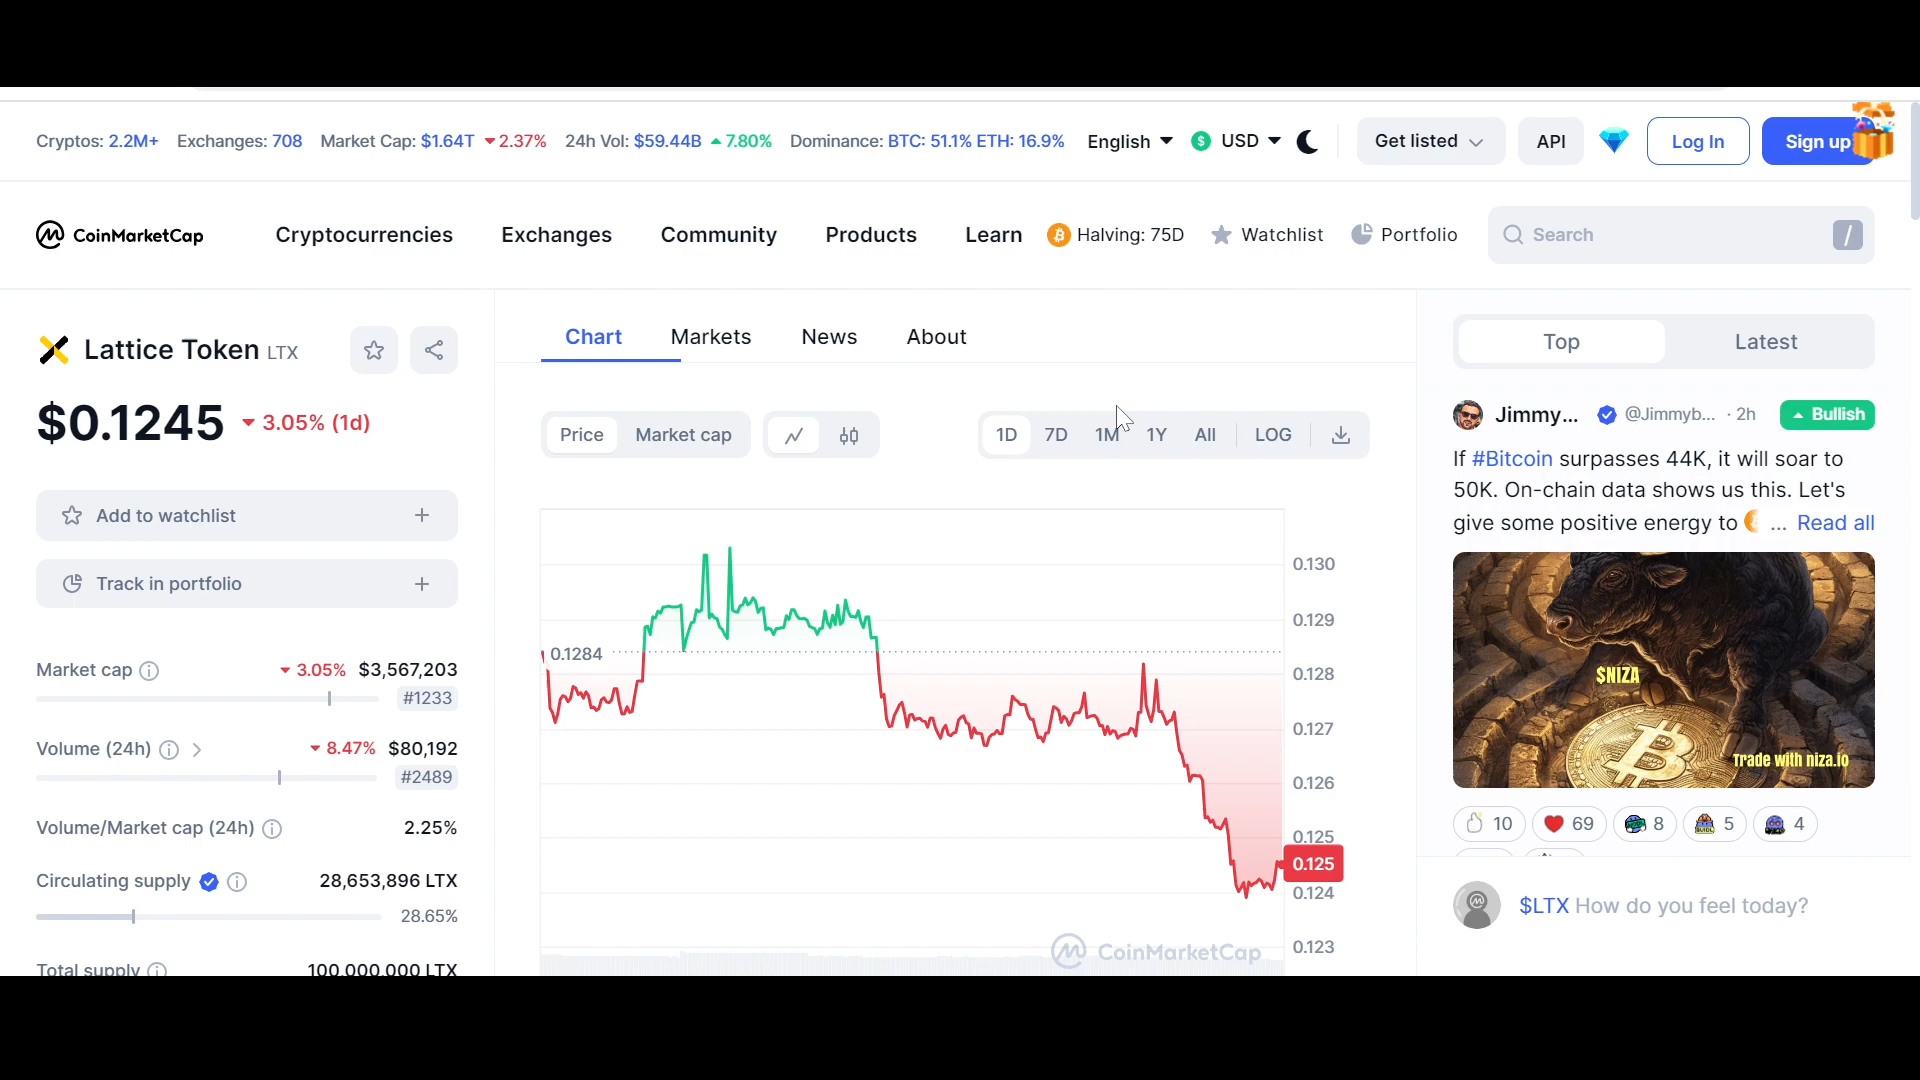 Cryptos: 2.2M+ Exchanges: 708 Market Cap: $1.64T 2.37% 24h Vol: $59.44B 7.80% Dominance: BTC: 51.1% ETH: 16.9% English USD Get listed API Log In Sign up
CoinMarketCap Cryptocurrencies Exchanges Community Products Learn Halving: 75D Watchlist Portfolio Search /
Lattice Token LTX
$0.1245 3.05% (1d)
Add to watchlist +
Track in portfolio +
Market cap 3.05% $3,567,203
#1233
Volume (24h) 8.47% $80,192
#2489
Volume/Market cap (24h) 2.25%
Circulating supply 28,653,896 LTX
28.65%
Total supply 100,000,000 LTX
Chart Markets News About
Price Market cap 1D 7D 1M 1Y All LOG
0.1284
0.130
0.129
0.128
0.127
0.126
0.125
0.125
0.124
0.123
CoinMarketCap
Top Latest
Jimmy... @Jimmyb... · 2h Bullish
If #Bitcoin surpasses 44K, it will soar to
50K. On-chain data shows us this. Let's
give some positive energy to ... Read all
$NIZA
Trade with niza.io
10 69 8 5 4
$LTX How do you feel today?